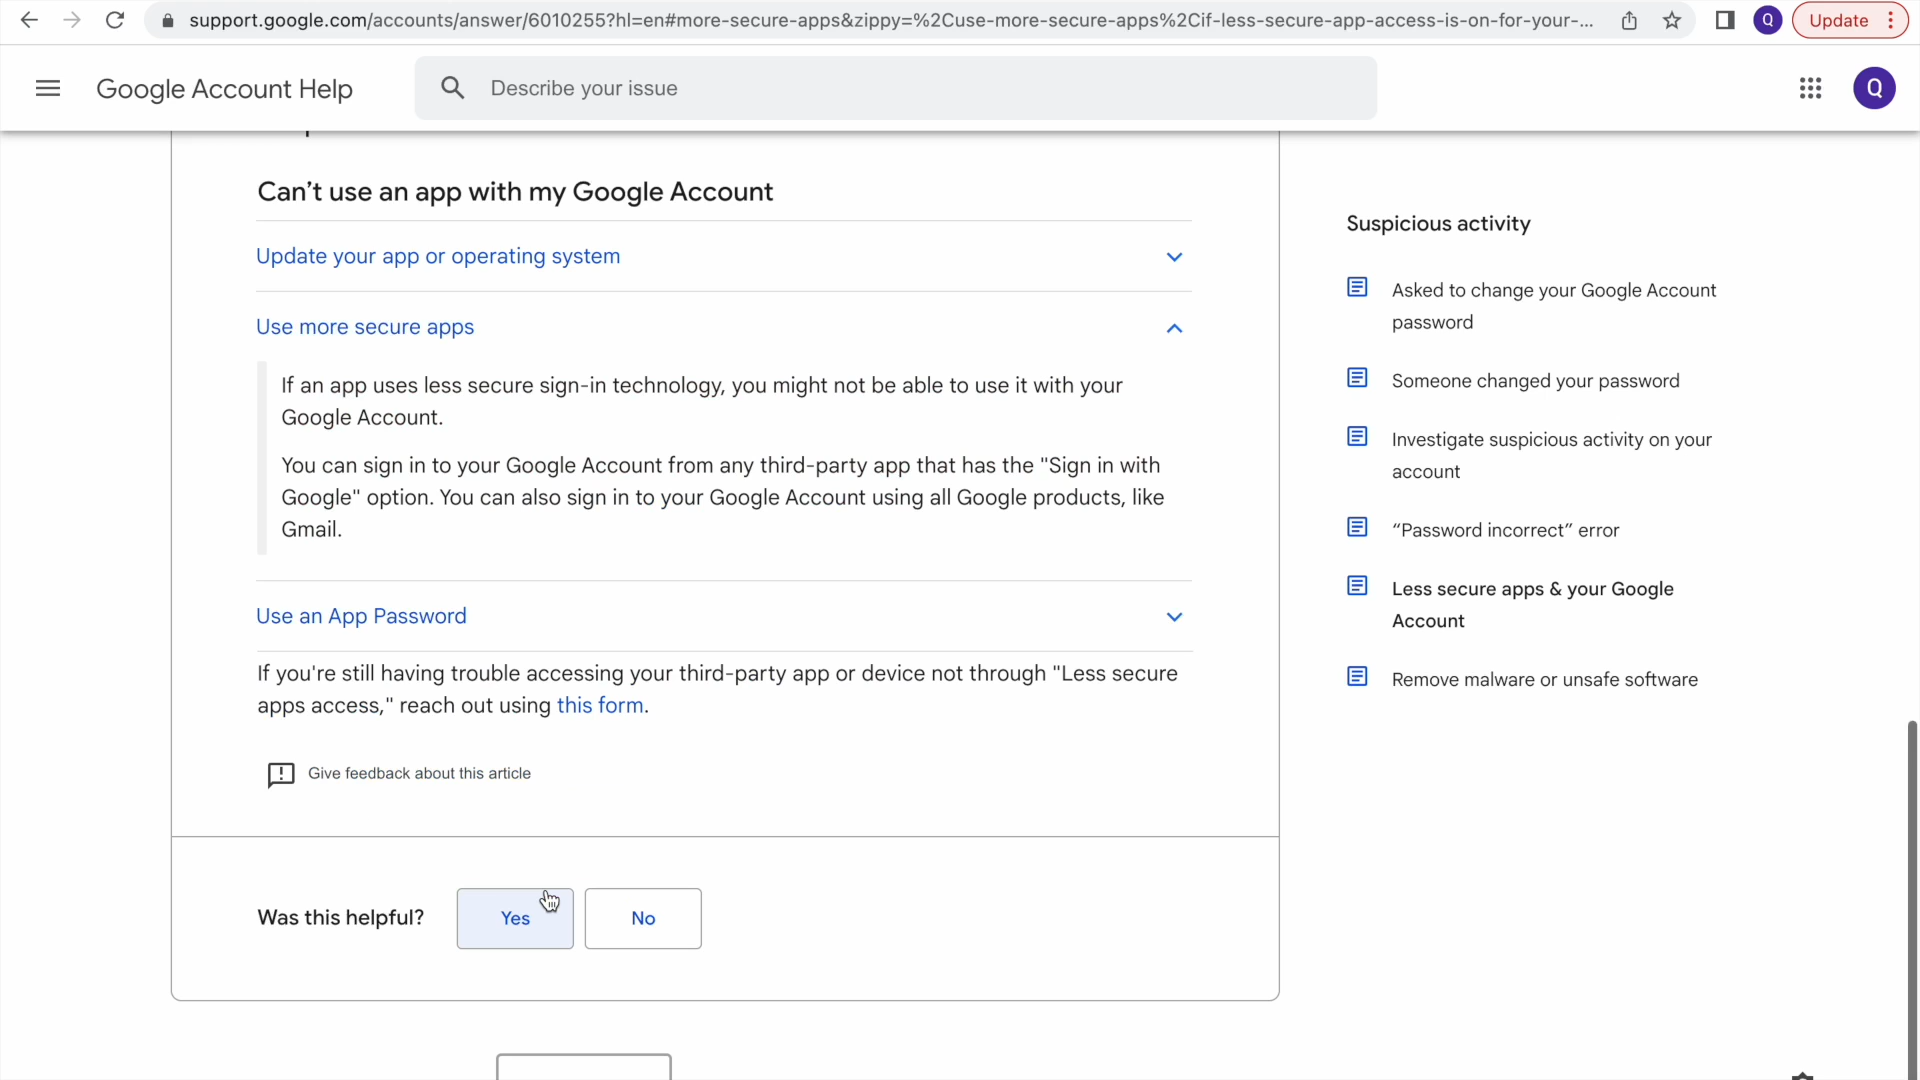 support.google.com/accounts/answer/6010255?hl=en#more-secure-apps&zippy=%2Cuse-more-secure-apps%2Cif-less-secure-app-access-is-on-for-your-...
Q
Update
Google Account Help
Describe your issue
Q
Can’t use an app with my Google Account
Update your app or operating system
Use more secure apps
If an app uses less secure sign-in technology, you might not be able to use it with your
Google Account.
You can sign in to your Google Account from any third-party app that has the "Sign in with
Google" option. You can also sign in to your Google Account using all Google products, like
Gmail.
Use an App Password
If you're still having trouble accessing your third-party app or device not through "Less secure
apps access," reach out using this form.
Give feedback about this article
Was this helpful?
Yes
No
Suspicious activity
Asked to change your Google Account
password
Someone changed your password
Investigate suspicious activity on your
account
“Password incorrect” error
Less secure apps & your Google
Account
Remove malware or unsafe software